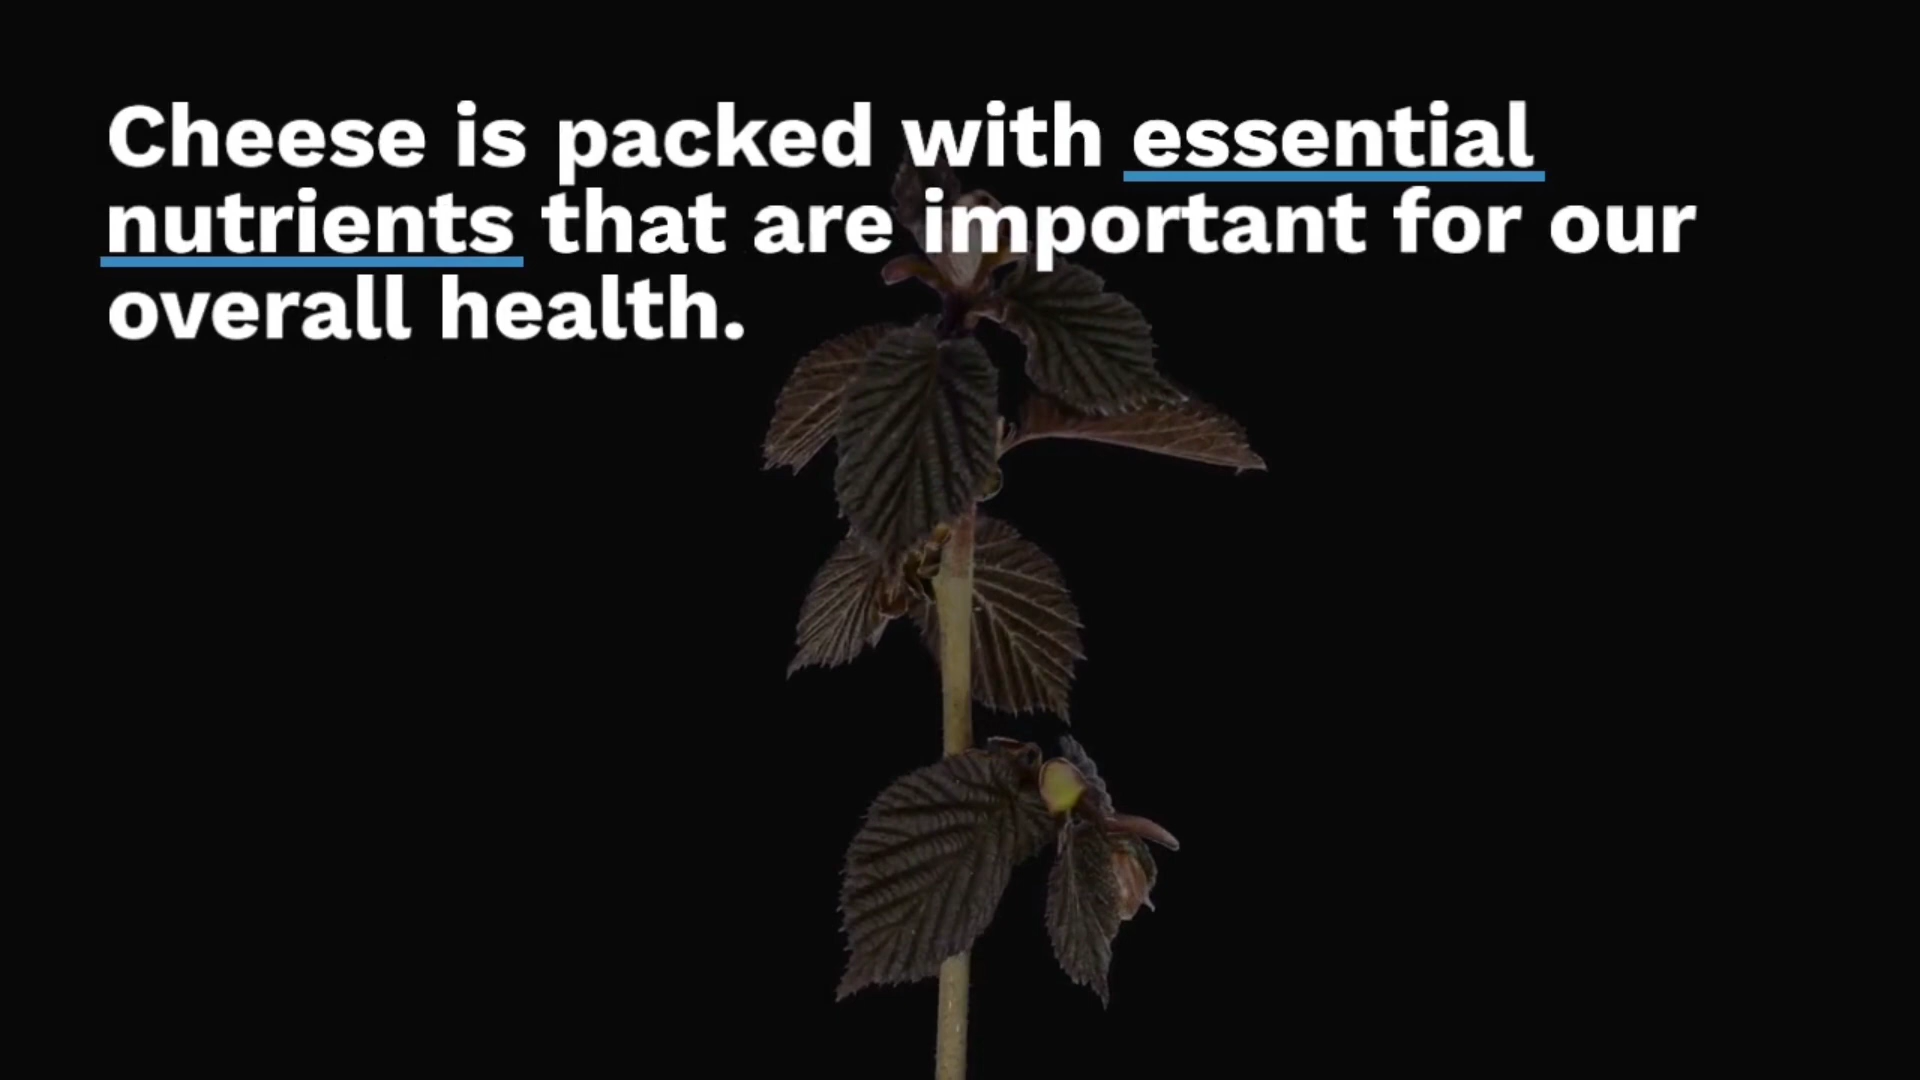 Cheese is packed with essential
nutrients that are important for our
overall health.